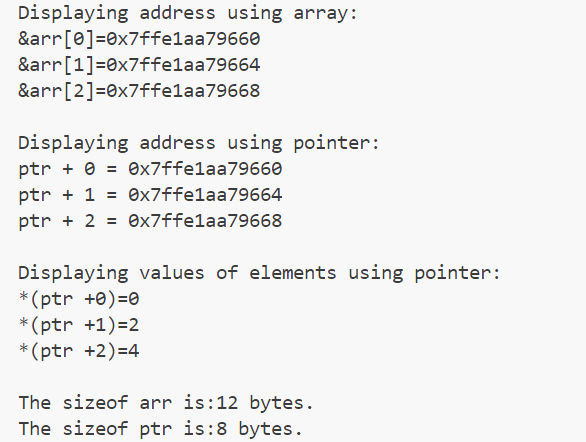 Displaying address using array:
&arr[0]=0x7ffe1aa79660
&arr[1]=0x7ffe1aa79664
&arr[2]=0x7ffe1aa79668

Displaying address using pointer:
ptr + 0 = 0x7ffe1aa79660
ptr + 1 = 0x7ffe1aa79664
ptr + 2 = 0x7ffe1aa79668

Displaying values of elements using pointer:
*(ptr +0)=0
*(ptr +1)=2
*(ptr +2)=4

The sizeof arr is:12 bytes.
The sizeof ptr is:8 bytes.